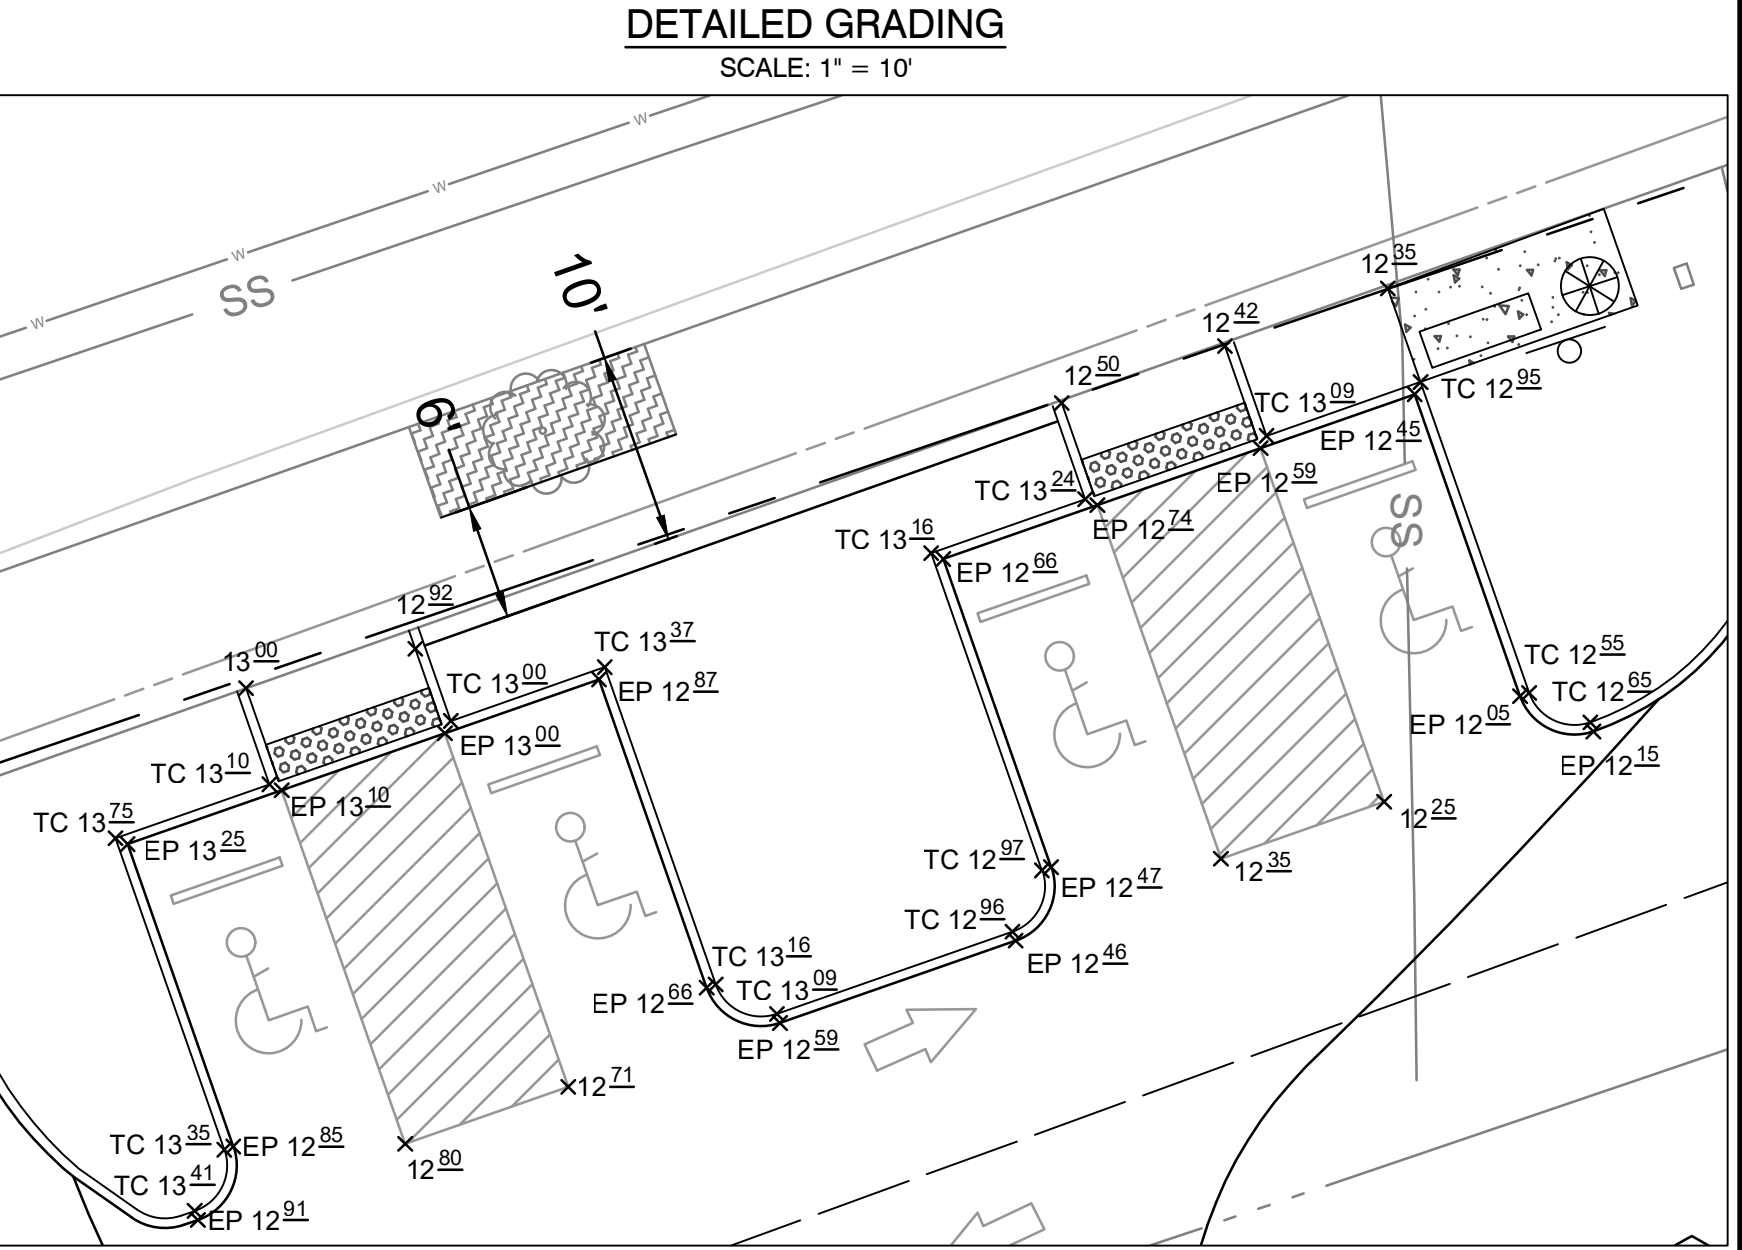 DETAILED GRADING
SCALE: 1" = 10'
W
W
W
W
SS
10'
6'
12 35
12 42
12 50
TC 13 09
TC 12 95
EP 12 45
EP 12 59
TC 13 24
EP 12 74
SS
TC 13 16
EP 12 66
12 92
13 00
TC 13 37
TC 13 00
EP 12 87
EP 13 00
TC 12 55
TC 12 65
EP 12 05
EP 12 15
TC 13 10
EP 13 10
TC 13 75
EP 13 25
12 25
12 35
TC 12 97
EP 12 47
TC 12 96
EP 12 46
TC 13 16
TC 13 09
EP 12 66
EP 12 59
12 71
12 80
TC 13 35
EP 12 85
TC 13 41
EP 12 91